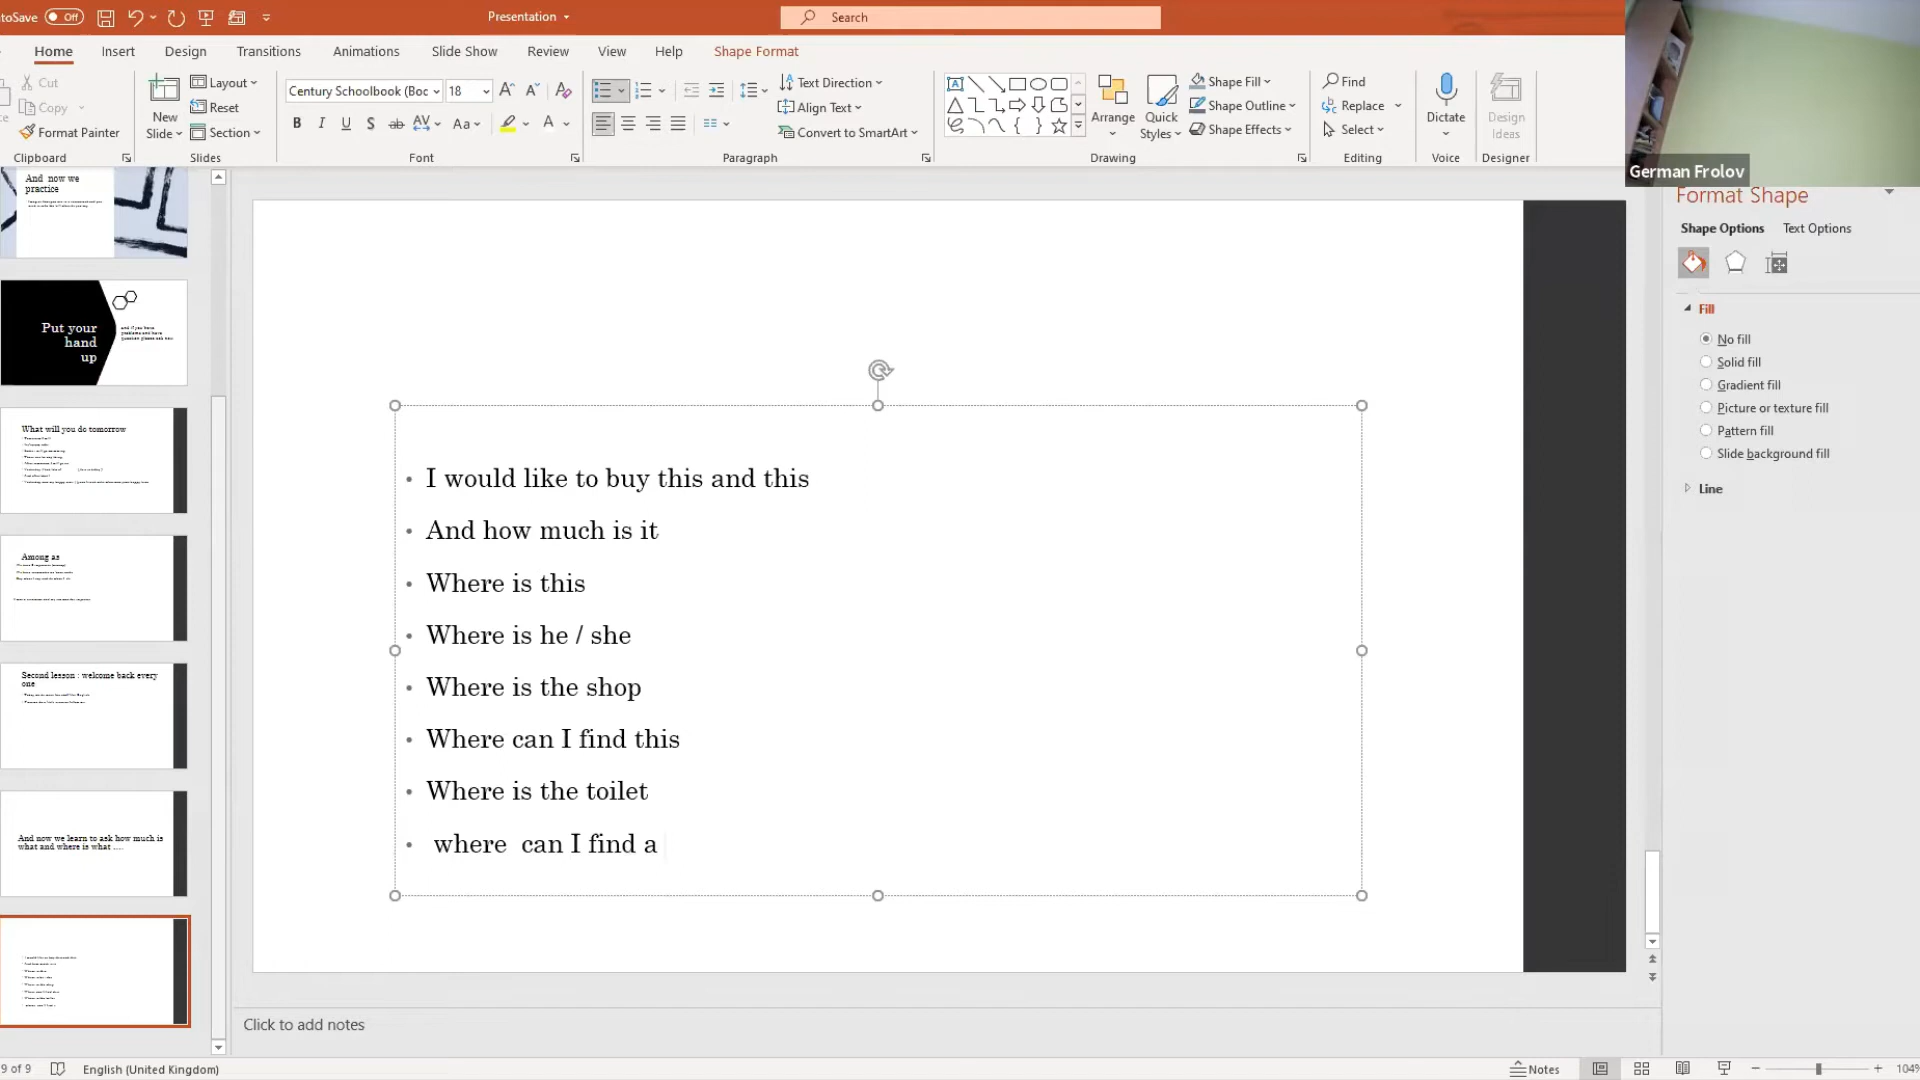 toSave Off
Presentation
Search
Home Insert Design Transitions Animations Slide Show Review View Help Shape Format
Cut
Copy
Format Painter
Clipboard
New Slide
Layout
Reset
Section
Slides
Century Schoolbook (Boc 18
Font
Text Direction
Align Text
Convert to SmartArt
Paragraph
Arrange
Quick Styles
Shape Fill
Shape Outline
Shape Effects
Drawing
Find
Replace
Select
Editing
Dictate
Voice
Design Ideas
Designer
German Frolov
And now we
practice
Put your
hand
up
What will you do tomorrow
Among as
Second lesson : welcome back every
one
And now we learn to ask how much is
what and where is what .....
• I would like to buy this and this
• And how much is it
• Where is this
• Where is he / she
• Where is the shop
• Where can I find this
• Where is the toilet
• where  can I find a
Format Shape
Shape Options Text Options
Fill
No fill
Solid fill
Gradient fill
Picture or texture fill
Pattern fill
Slide background fill
Line
Click to add notes
9 of 9 English (United Kingdom) Notes 104%